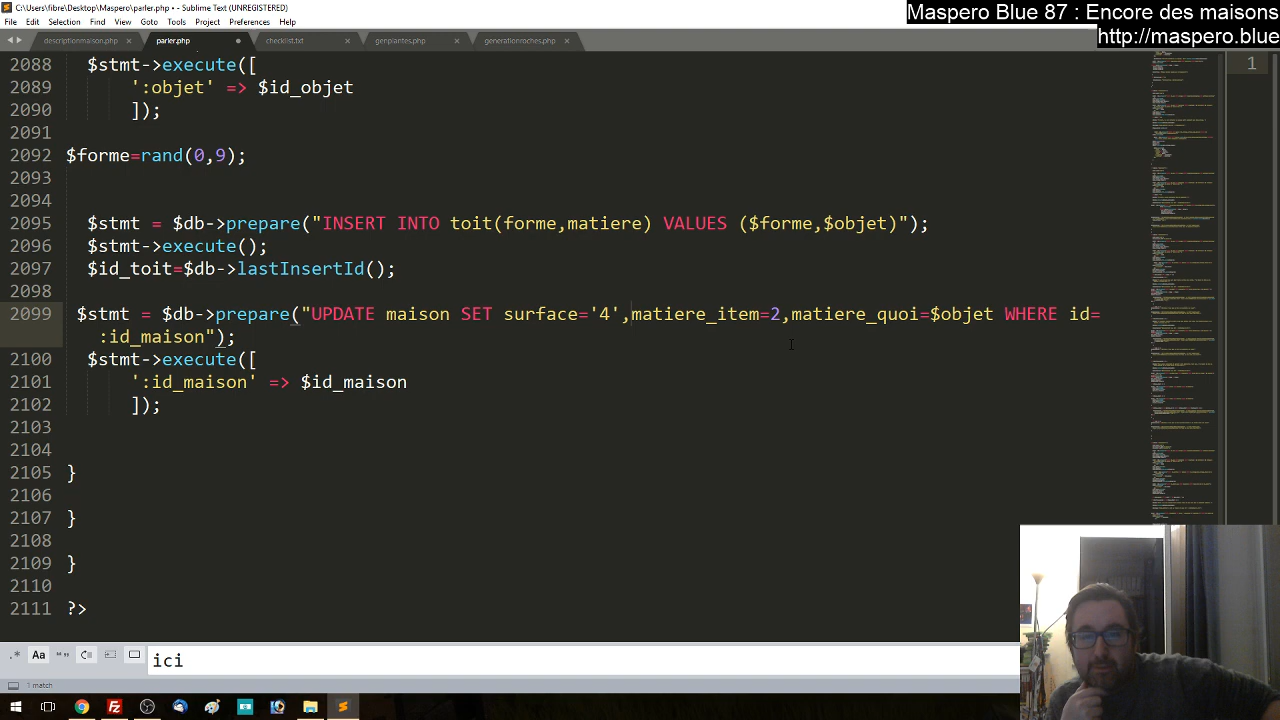 C:\Users\fibre\Desktop\Maspero\parler.php • - Sublime Text (UNREGISTERED)
Maspero Blue 87 : Encore des maisons
File Edit Selection Find View Goto Tools Project Preferences Help
http://maspero.blue
descriptionmaison.php × parler.php checklist.txt × genplantes.php × generationroches.php ×
2088 $stmt->execute([ 1
2089 ':objet' => $id_objet
2090 ]);
2091
2092 $forme=rand(0,9);
2093
2094
2095 $stmt = $db->prepare("INSERT INTO toit(forme,matiere) VALUES ($forme,$objet)");
2096 $stmt->execute();
2097 $id_toit=$db->lastInsertId();
2098
2099 $stmt = $db->prepare("UPDATE maison SET surface='4',matiere_item=2,matiere_quoi=$objet WHERE id=
:id_maison");
2100 $stmt->execute([
2101 ':id_maison' => $id_maison
2102 ]);
2103
2104
2105 }
2106
2107 }
2108
2109 }
2110
2111 ?>
.* Aa “” ici
1 match